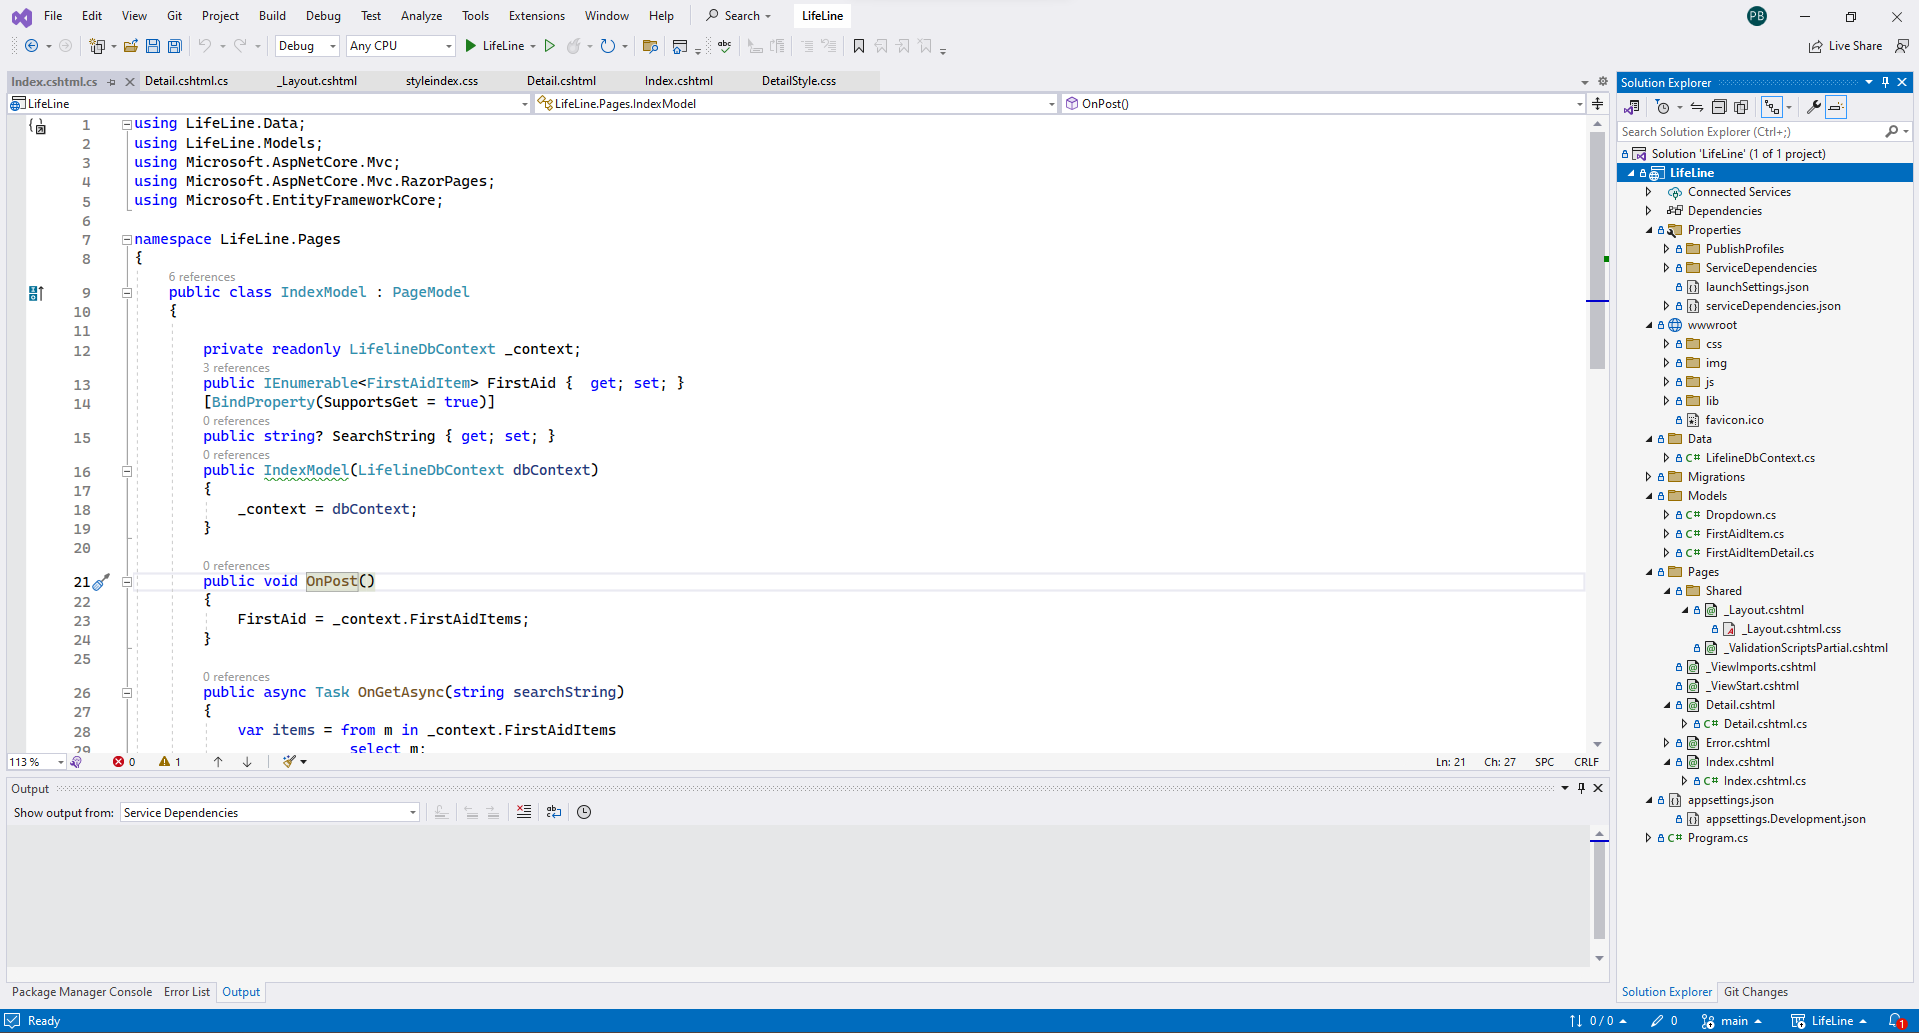 File Edit View Git Project Build Debug Test Analyze Tools Extensions Window Help Search LifeLine PB
Debug Any CPU LifeLine Live Share
Index.cshtml.cs Detail.cshtml.cs _Layout.cshtml styleindex.css Detail.cshtml Index.cshtml DetailStyle.css
LifeLine LifeLine.Pages.IndexModel OnPost()
1 using LifeLine.Data;
2 using LifeLine.Models;
3 using Microsoft.AspNetCore.Mvc;
4 using Microsoft.AspNetCore.Mvc.RazorPages;
5 using Microsoft.EntityFrameworkCore;
6
7 namespace LifeLine.Pages
8 {
6 references
9 public class IndexModel : PageModel
10 {
11
12 private readonly LifelineDbContext _context;
3 references
13 public IEnumerable<FirstAidItem> FirstAid {  get; set; }
14 [BindProperty(SupportsGet = true)]
0 references
15 public string? SearchString { get; set; }
0 references
16 public IndexModel(LifelineDbContext dbContext)
17 {
18 _context = dbContext;
19 }
20
0 references
21 public void OnPost()
22 {
23 FirstAid = _context.FirstAidItems;
24 }
25
0 references
26 public async Task OnGetAsync(string searchString)
27 {
28 var items = from m in _context.FirstAidItems
29 select m;
113 % 0 1 Ln: 21 Ch: 27 SPC CRLF
Output
Show output from: Service Dependencies
Package Manager Console Error List Output
Solution Explorer
Search Solution Explorer (Ctrl+;)
Solution 'LifeLine' (1 of 1 project)
LifeLine
Connected Services
Dependencies
Properties
PublishProfiles
ServiceDependencies
launchSettings.json
serviceDependencies.json
wwwroot
css
img
js
lib
favicon.ico
Data
C# LifelineDbContext.cs
Migrations
Models
C# Dropdown.cs
C# FirstAidItem.cs
C# FirstAidItemDetail.cs
Pages
Shared
_Layout.cshtml
_Layout.cshtml.css
_ValidationScriptsPartial.cshtml
_ViewImports.cshtml
_ViewStart.cshtml
Detail.cshtml
C# Detail.cshtml.cs
Error.cshtml
Index.cshtml
C# Index.cshtml.cs
appsettings.json
appsettings.Development.json
C# Program.cs
Solution Explorer Git Changes
Ready 0 / 0 0 main LifeLine 1